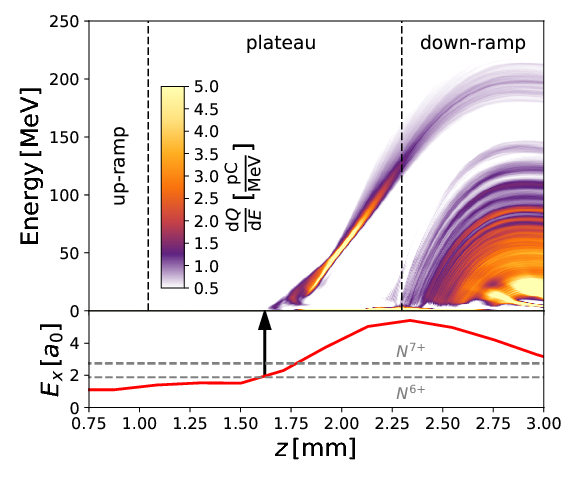 250
200
150
100
50
0
Energy [MeV]
up-ramp
plateau
down-ramp
5.0
4.5
4.0
3.5
3.0
2.5
2.0
1.5
1.0
0.5
dQ/dE [pC/MeV]
4
2
0
E_x [a_0]
N^{7+}
N^{6+}
0.75 1.00 1.25 1.50 1.75 2.00 2.25 2.50 2.75 3.00
z [mm]